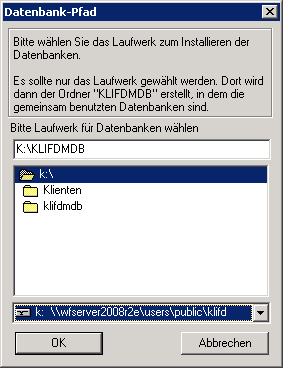 Datenbank-Pfad
Bitte wählen Sie das Laufwerk zum Installieren der
Datenbanken.
Es sollte nur das Laufwerk gewählt werden. Dort wird
dann der Ordner "KLIFDMDB" erstellt, in dem die
gemeinsam benutzten Datenbanken sind.
Bitte Laufwerk für Datenbanken wählen
K:\KLIFDMDB
k:\
Klienten
klifdmdb
k: \\wfserver2008r2e\users\public\klifd
OK
Abbrechen